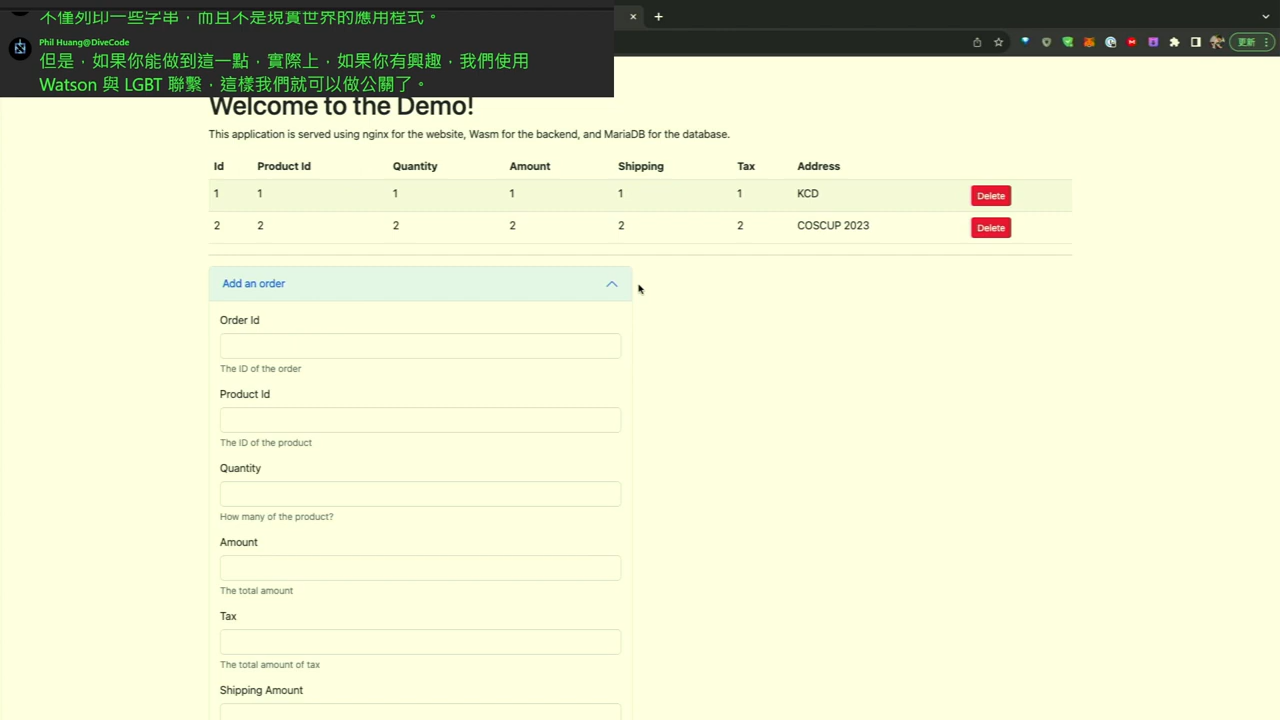 不僅列印一些字串，而且不是現實世界的應用程式。
Phil Huang@DiveCode
但是，如果你能做到這一點，實際上，如果你有興趣，我們使用
Watson 與 LGBT 聯繫，這樣我們就可以做公關了。
更新
Welcome to the Demo!
This application is served using nginx for the website, Wasm for the backend, and MariaDB for the database.
Id Product Id Quantity Amount Shipping Tax Address
1 1 1 1 1 1 KCD Delete
2 2 2 2 2 2 COSCUP 2023 Delete
Add an order
Order Id
The ID of the order
Product Id
The ID of the product
Quantity
How many of the product?
Amount
The total amount
Tax
The total amount of tax
Shipping Amount